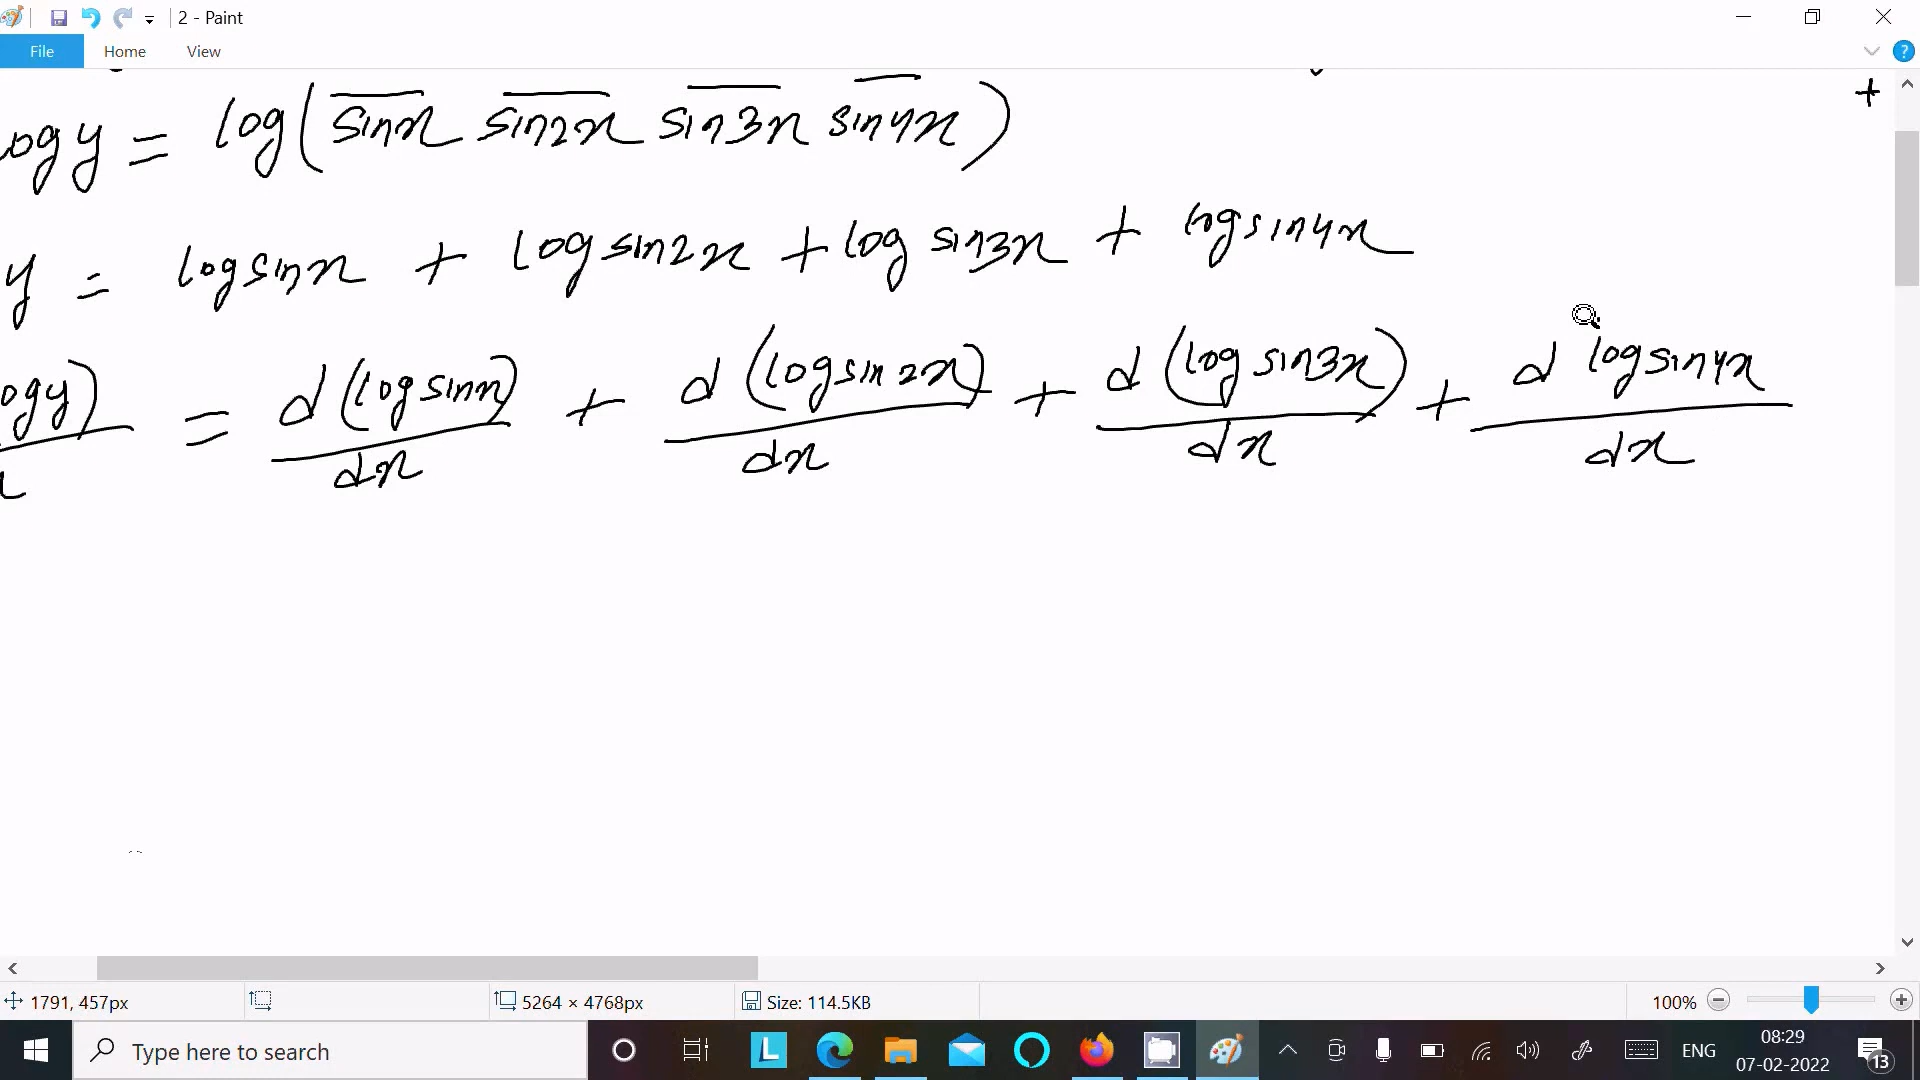 2 - Paint
File Home View
+
ogy = log(sinx sin2x sin3x sin4x)
y = logsinx + logsin2x + log sin3x + logsin4x
ogy) = d(logsinx) + d(logsin2x) + d(log sin3x) + d logsin4x
x dx dx dx dx
1791, 457px 5264 × 4768px Size: 114.5KB 100%
Type here to search L ENG 08:29
07-02-2022 13